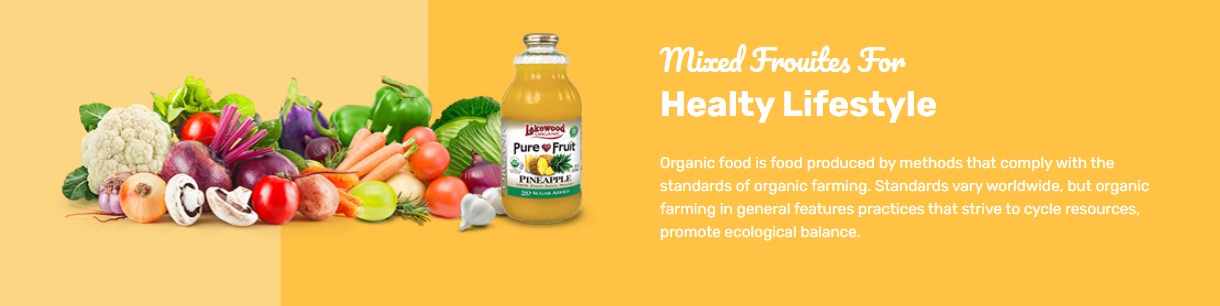 Mixed Frouites For
Healty Lifestyle
Organic food is food produced by methods that comply with the
standards of organic farming. Standards vary worldwide, but organic
farming in general features practices that strive to cycle resources,
promote ecological balance.
Lakewood
ORGANIC
Pure Fruit
PINEAPPLE
NO SUGAR ADDED